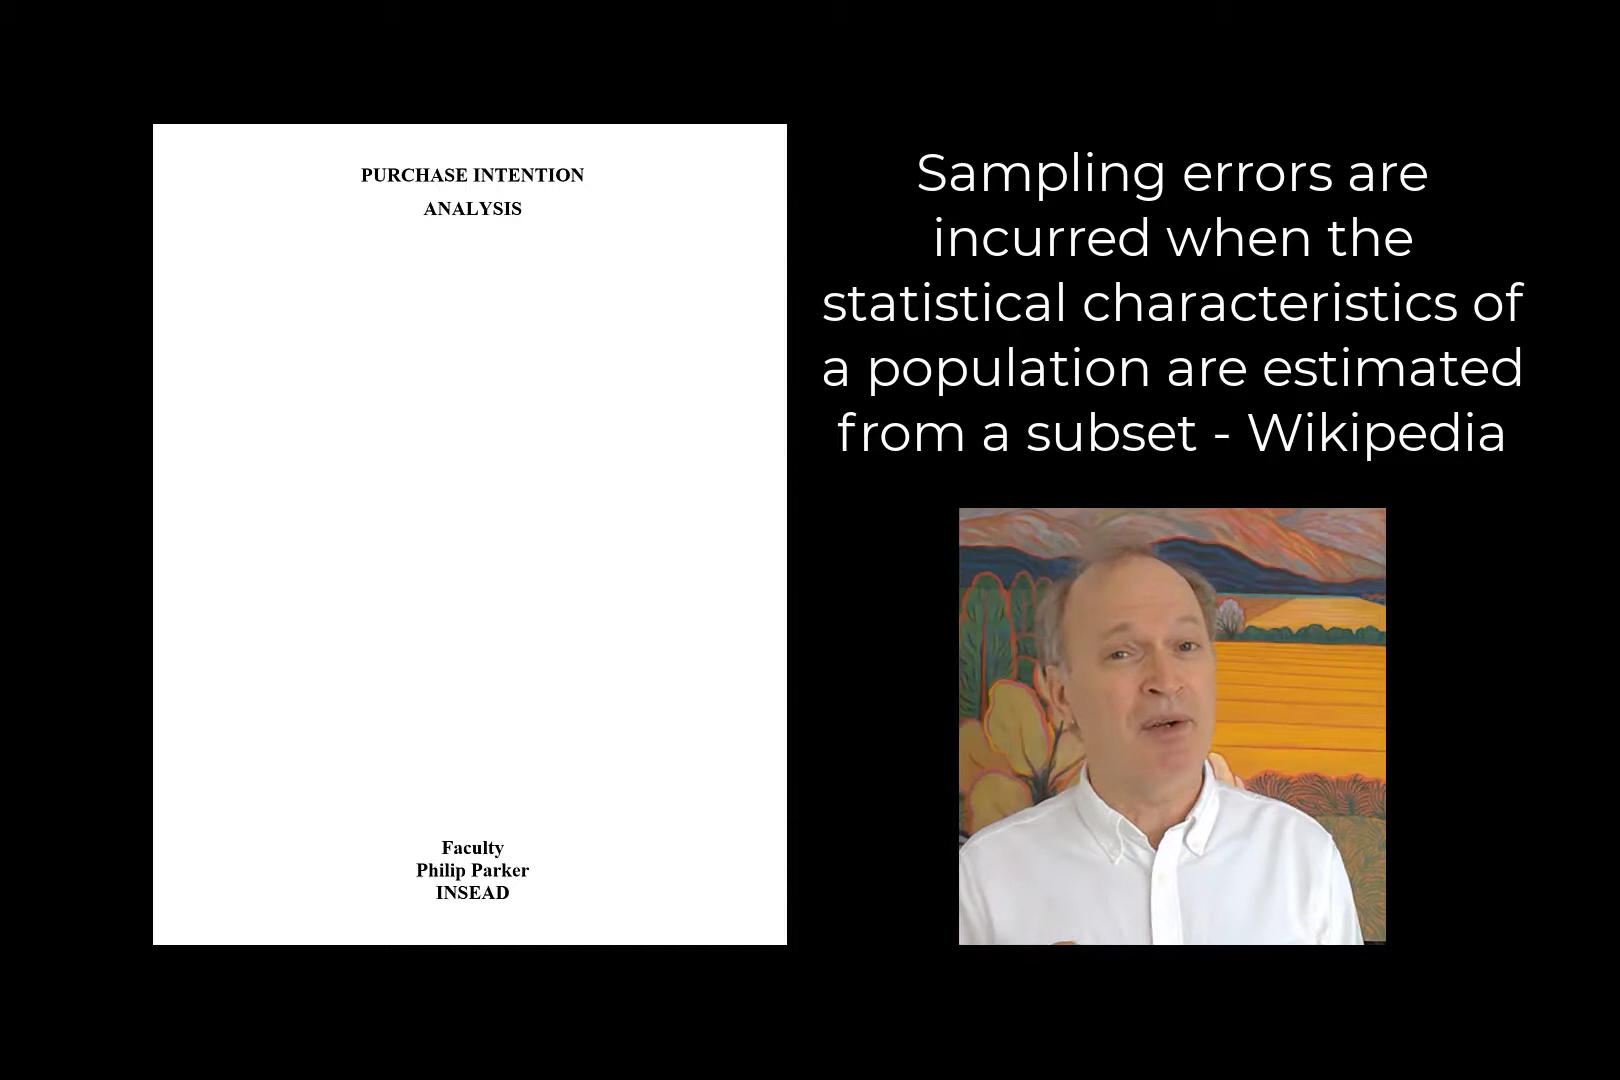 PURCHASE INTENTION
ANALYSIS
Faculty
Philip Parker
INSEAD
Sampling errors are
incurred when the
statistical characteristics of
a population are estimated
from a subset - Wikipedia